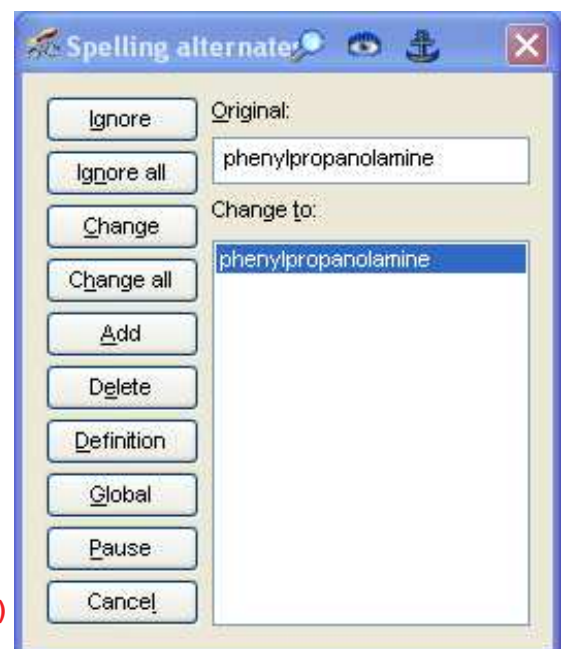 Spelling alternate
Ignore
Ignore all
Change
Change all
Add
Delete
Definition
Global
Pause
Cancel
Original:
phenylpropanolamine
Change to:
phenylpropanolamine
)